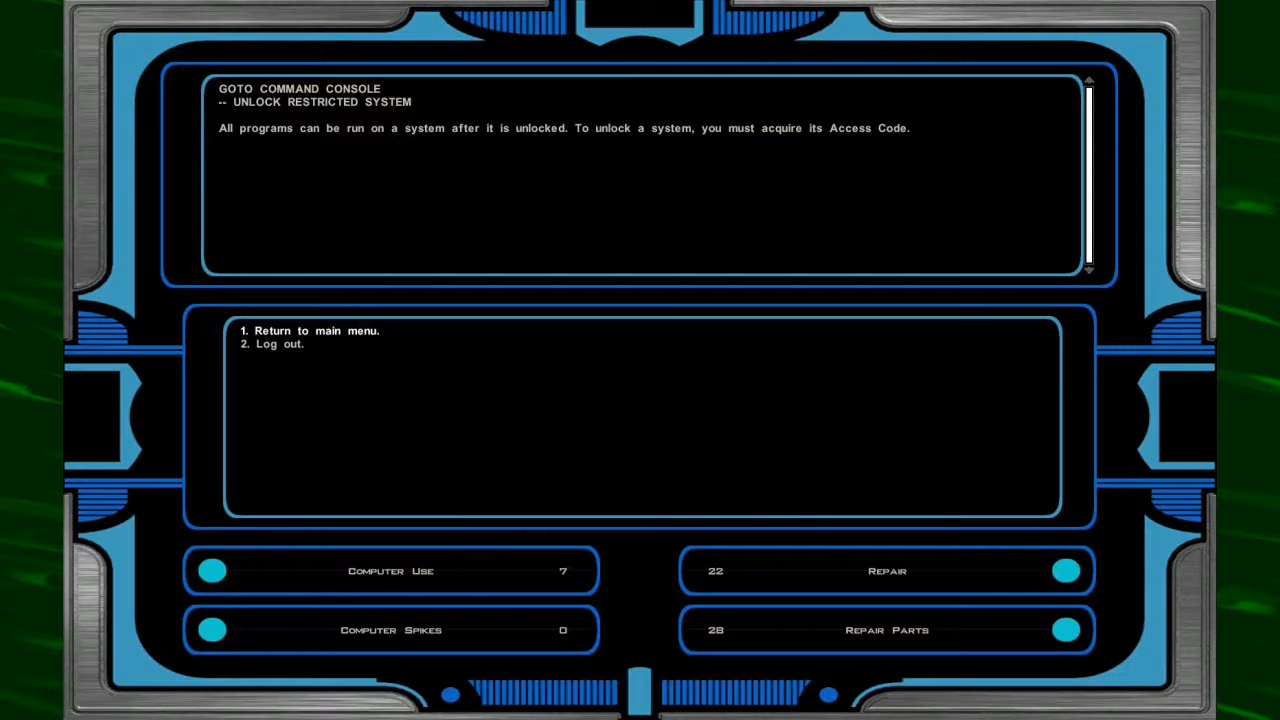 GOTO COMMAND CONSOLE
-- UNLOCK RESTRICTED SYSTEM
All programs can be run on a system after it is unlocked. To unlock a system, you must acquire its Access Code.
1. Return to main menu.
2. Log out.
Computer Use 7
22 Repair
Computer Spikes 0
28 Repair Parts